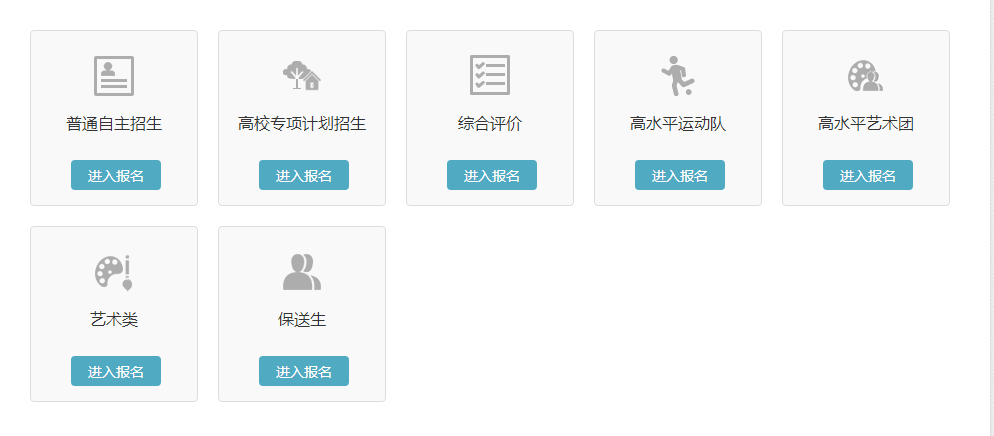 普通自主招生
高校专项计划招生
综合评价
高水平运动队
高水平艺术团
进入报名
进入报名
进入报名
进入报名
进入报名
艺术类
保送生
进入报名
进入报名